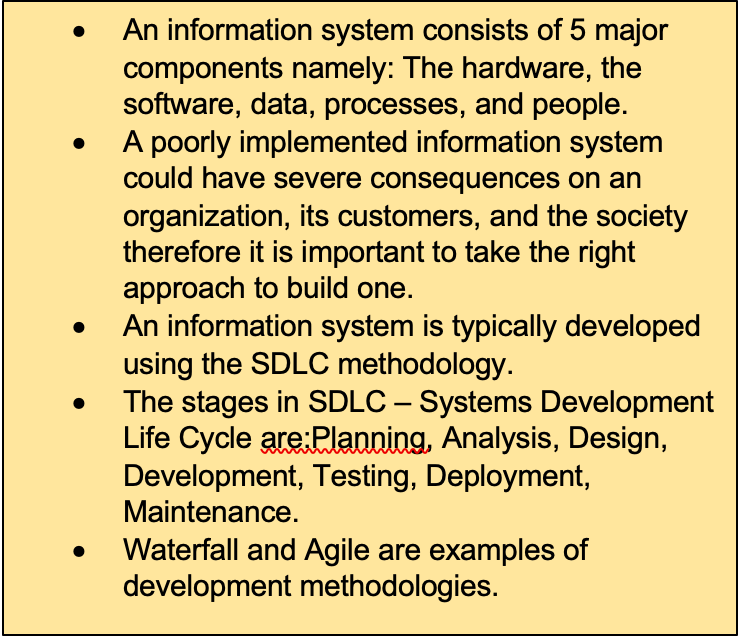 • An information system consists of 5 major
components namely: The hardware, the
software, data, processes, and people.
• A poorly implemented information system
could have severe consequences on an
organization, its customers, and the society
therefore it is important to take the right
approach to build one.
• An information system is typically developed
using the SDLC methodology.
• The stages in SDLC – Systems Development
Life Cycle are:Planning, Analysis, Design,
Development, Testing, Deployment,
Maintenance.
• Waterfall and Agile are examples of
development methodologies.